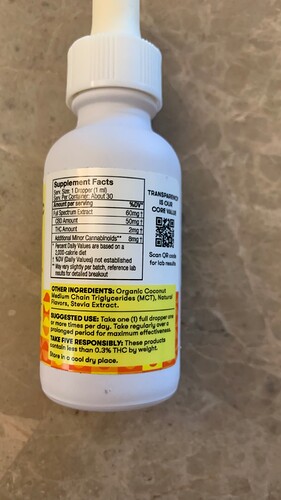 Supplement Facts
Serv. Size: 1 Dropper (1 ml)
Serv. Per Container: About 30
Amount per serving %DV*
Full Spectrum Extract 60mg †
CBD Amount 50mg †
THC Amount 2mg †
Additional Minor Cannabinoids** 8mg †
* Percent Daily Values are based on a
2,000-calorie diet
† %DV (Daily Values) not established
** May vary slightly per batch, reference lab
results for detailed breakout
TRANSPARENCY
IS OUR
CORE VALUE
Scan QR code
for lab results
OTHER INGREDIENTS: Organic Coconut
Medium Chain Triglycerides (MCT), Natural
Flavors, Stevia Extract.
SUGGESTED USE: Take one (1) full dropper one
or more times per day. Take regularly over a
prolonged period for maximum effectiveness.
TAKE FIVE RESPONSIBLY: These products
contain less than 0.3% THC by weight.
Store in a cool dry place.